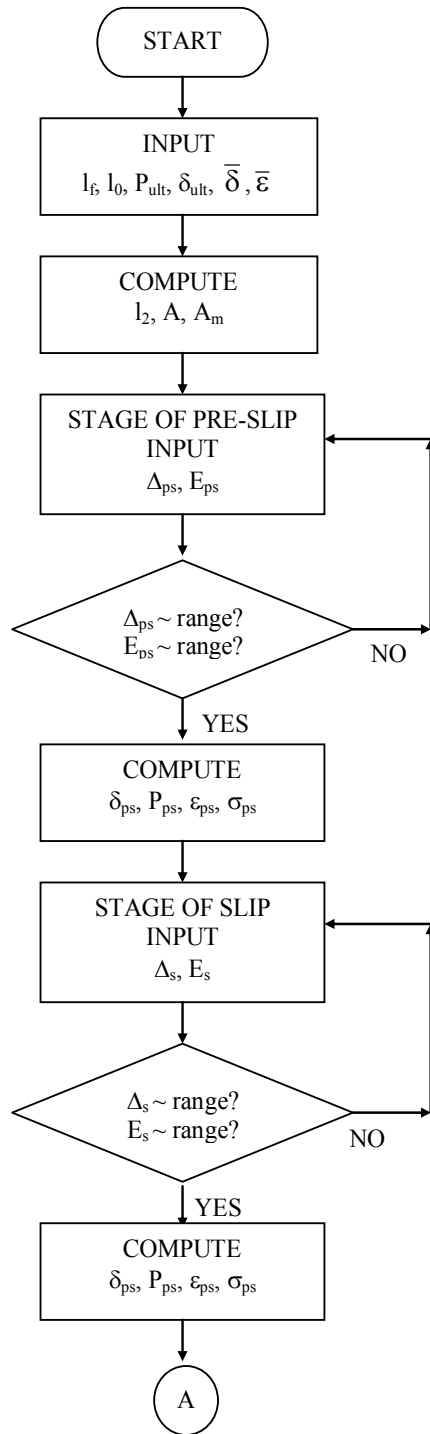 START
INPUT
l_f, l_0, P_ult, δ_ult, δ̅, ε̅
COMPUTE
l_2, A, A_m
STAGE OF PRE-SLIP
INPUT
Δ_ps, E_ps
Δ_ps ~ range?
E_ps ~ range?
NO
YES
COMPUTE
δ_ps, P_ps, ε_ps, σ_ps
STAGE OF SLIP
INPUT
Δ_s, E_s
Δ_s ~ range?
E_s ~ range?
NO
YES
COMPUTE
δ_ps, P_ps, ε_ps, σ_ps
A